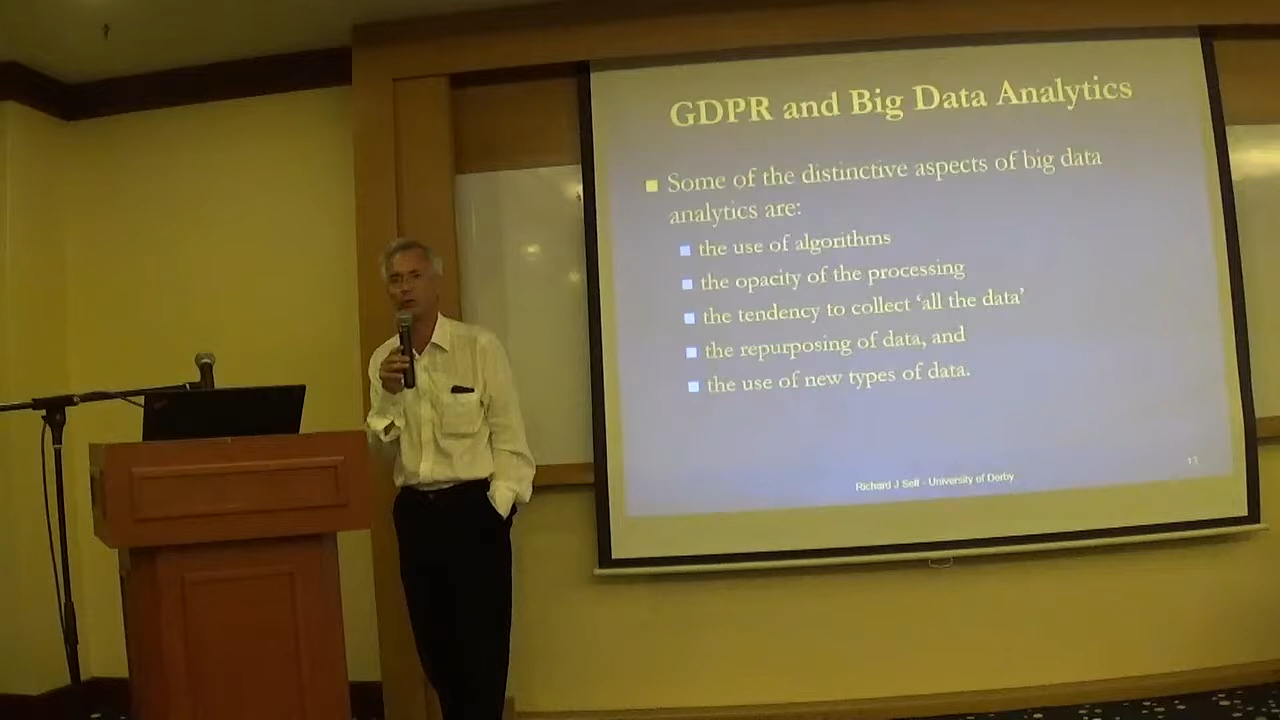 GDPR and Big Data Analytics
Some of the distinctive aspects of big data
analytics are:
the use of algorithms
the opacity of the processing
the tendency to collect ‘all the data’
the repurposing of data, and
the use of new types of data.
Richard J Self - University of Derby